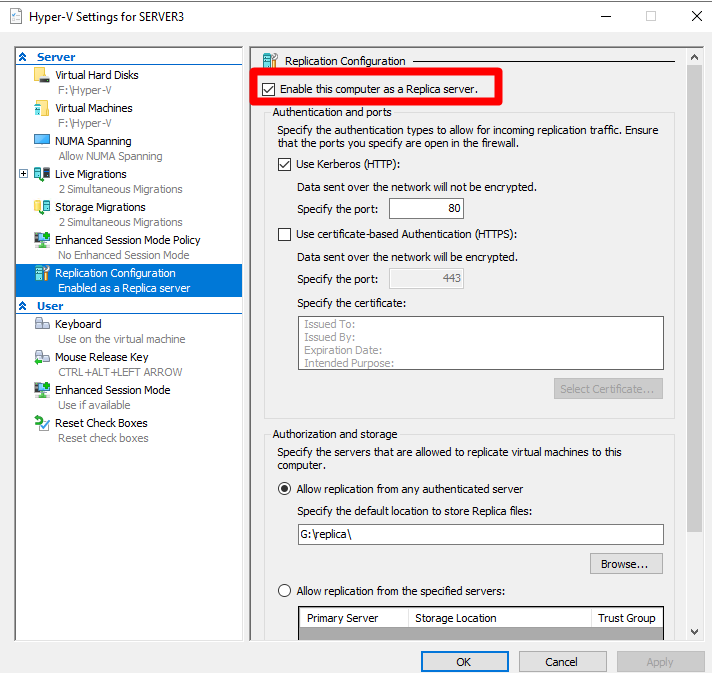 Hyper-V Settings for SERVER3
Server
Virtual Hard Disks
F:\Hyper-V
Virtual Machines
F:\Hyper-V
NUMA Spanning
Allow NUMA Spanning
Live Migrations
2 Simultaneous Migrations
Storage Migrations
2 Simultaneous Migrations
Enhanced Session Mode Policy
No Enhanced Session Mode
Replication Configuration
Enabled as a Replica server
User
Keyboard
Use on the virtual machine
Mouse Release Key
CTRL+ALT+LEFT ARROW
Enhanced Session Mode
Use if available
Reset Check Boxes
Reset check boxes
Replication Configuration
Enable this computer as a Replica server.
Authentication and ports
Specify the authentication types to allow for incoming replication traffic. Ensure
that the ports you specify are open in the firewall.
Use Kerberos (HTTP):
Data sent over the network will not be encrypted.
Specify the port: 80
Use certificate-based Authentication (HTTPS):
Data sent over the network will be encrypted.
Specify the port: 443
Specify the certificate:
Issued To:
Issued By:
Expiration Date:
Intended Purpose:
Select Certificate...
Authorization and storage
Specify the servers that are allowed to replicate virtual machines to this
computer.
Allow replication from any authenticated server
Specify the default location to store Replica files:
G:\replica\
Browse...
Allow replication from the specified servers:
Primary Server Storage Location Trust Group
OK Cancel Apply